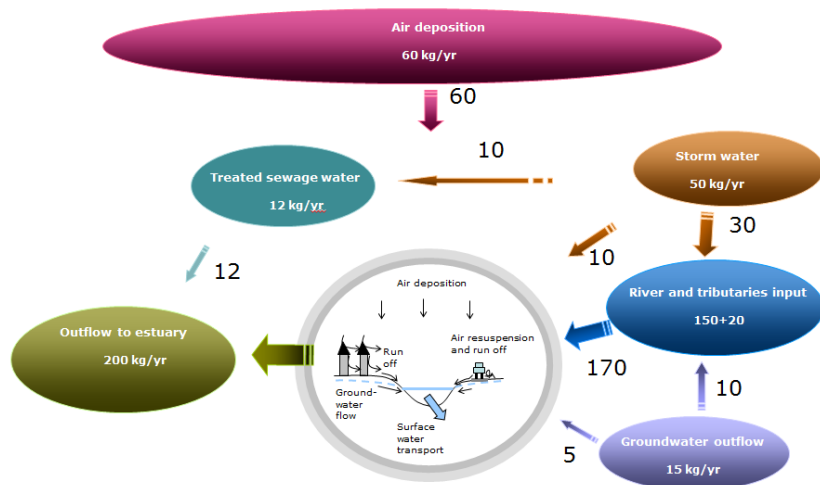 Air deposition
60 kg/yr
60
10
Treated sewage water
12 kg/yr
Storm water
50 kg/yr
30
10
12
Air deposition
River and tributaries input
150+20
Outflow to estuary
200 kg/yr
Run
off
Air resuspension
and run off
170
Ground-
water
flow
Surface
water
transport
10
5
Groundwater outflow
15 kg/yr